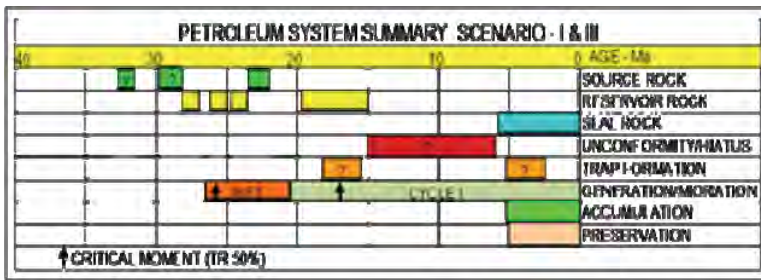 PETROLEUM SYSTEM SUMMARY SCENARIO - I & III
40 30 20 10 0 AGE - Ma
? ? SOURCE ROCK
RESERVOIR ROCK
SEAL ROCK
? UNCONFORMITY/HIATUS
? ? TRAP FORMATION
CYCLE I GENERATION/MIGRATION
ACCUMULATION
PRESERVATION
CRITICAL MOMENT (TR 50%)